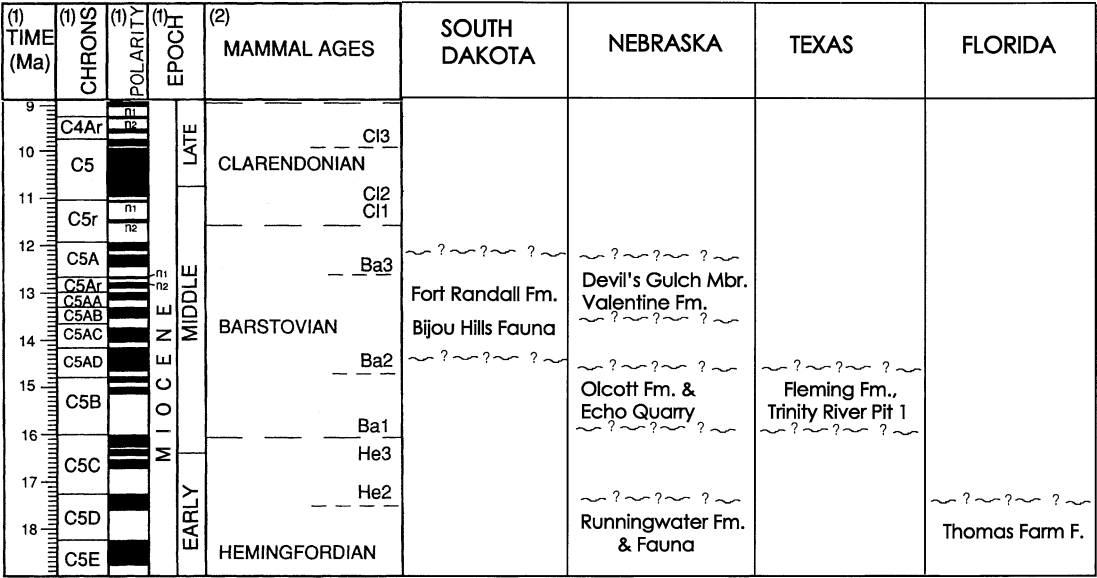 (1)
TIME
(Ma)
(1)
CHRONS
(1)
POLARITY
(1)
EPOCH
(2)
MAMMAL AGES
SOUTH
DAKOTA
NEBRASKA
TEXAS
FLORIDA
9
10
11
12
13
14
15
16
17
18
C4Ar
C5
C5r
C5A
C5Ar
C5AA
C5AB
C5AC
C5AD
C5B
C5C
C5D
C5E
n1
n2
n1
n2
n1
n2
MIOCENE
LATE
MIDDLE
EARLY
Cl3
CLARENDONIAN
Cl2
Cl1
Ba3
BARSTOVIAN
Ba2
Ba1
He3
He2
HEMINGFORDIAN
? ? ?
Fort Randall Fm.
Bijou Hills Fauna
? ? ?
? ? ?
Devil's Gulch Mbr.
Valentine Fm.
? ? ?
? ? ?
Olcott Fm. &
Echo Quarry
? ? ?
? ? ?
Runningwater Fm.
& Fauna
? ? ?
Fleming Fm.,
Trinity River Pit 1
? ? ?
? ? ?
Thomas Farm F.